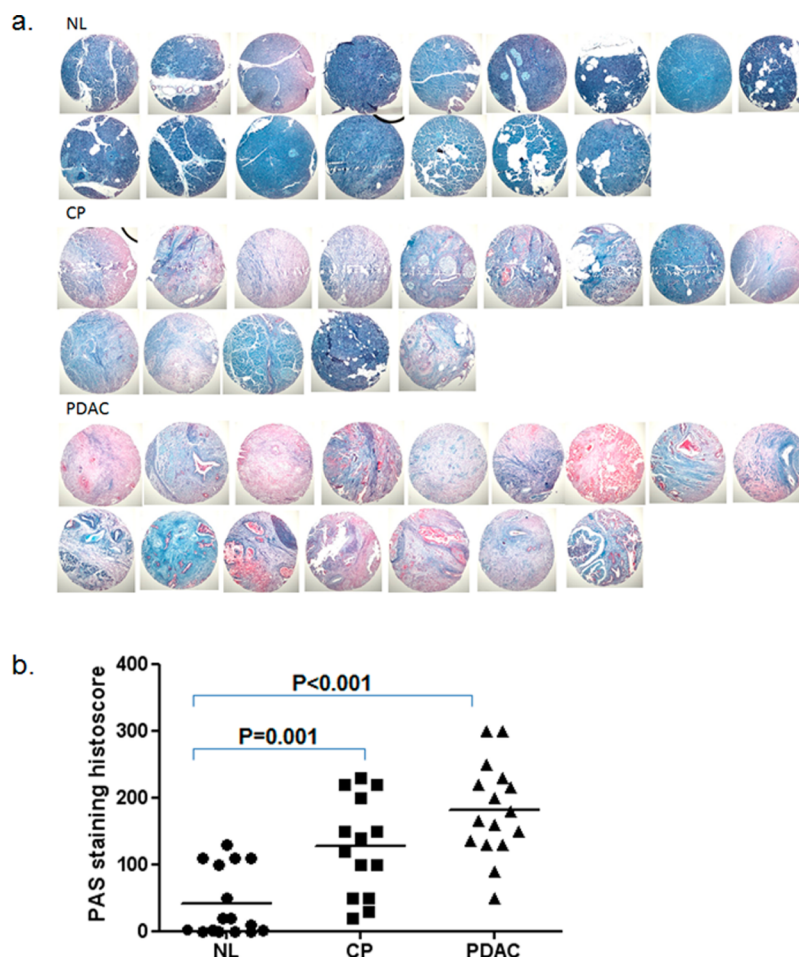 a.
NL
CP
PDAC
b.
PAS staining histoscore
400
300
200
100
0
P<0.001
P=0.001
NL CP PDAC